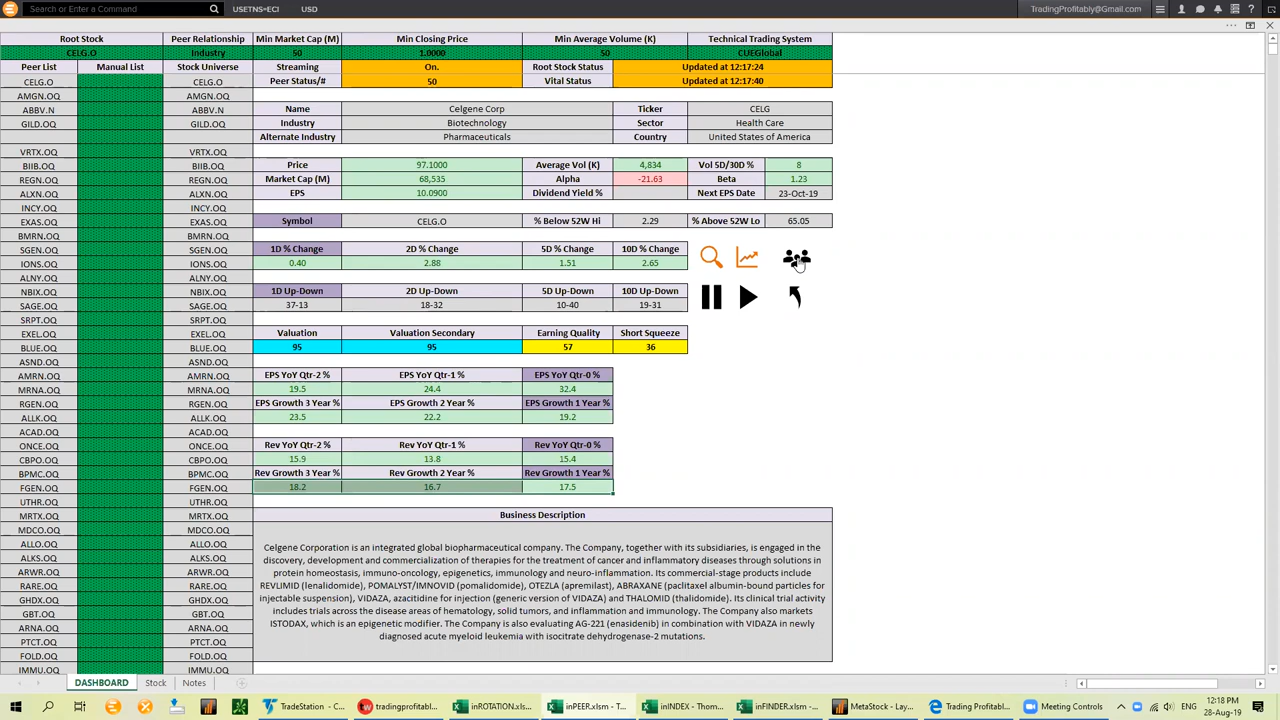 Search or Enter Command
USETNS=ECI USD
TradingProfitably@Gmail.com
Root Stock Peer Relationship Min Market Cap (M) Min Closing Price Min Average Volume (K) Technical Trading System
CELG.O Industry 50 1.0000 50 CUEGlobal
Peer List Manual List Stock Universe Streaming On. Root Stock Status Updated at 12:17:24
CELG.O CELG.O Peer Status/# 50 Vital Status Updated at 12:17:40
AMGN.OQ AMGN.OQ
ABBV.N ABBV.N Name Celgene Corp Ticker CELG
GILD.OQ GILD.OQ Industry Biotechnology Sector Health Care
Alternate Industry Pharmaceuticals Country United States of America
VRTX.OQ VRTX.OQ
BIIB.OQ BIIB.OQ Price 97.1000 Average Vol (K) 4,834 Vol 5D/30D % 8
REGN.OQ REGN.OQ Market Cap (M) 68,535 Alpha -21.63 Beta 1.23
ALXN.OQ ALXN.OQ EPS 10.0900 Dividend Yield % Next EPS Date 23-Oct-19
INCY.OQ INCY.OQ
EXAS.OQ EXAS.OQ Symbol CELG.O % Below 52W Hi 2.29 % Above 52W Lo 65.05
BMRN.OQ BMRN.OQ
SGEN.OQ SGEN.OQ 1D % Change 2D % Change 5D % Change 10D % Change
IONS.OQ IONS.OQ 0.40 2.88 1.51 2.65
ALNY.OQ ALNY.OQ
NBIX.OQ NBIX.OQ 1D Up-Down 2D Up-Down 5D Up-Down 10D Up-Down
SAGE.OQ SAGE.OQ 37-13 18-32 10-40 19-31
SRPT.OQ SRPT.OQ
EXEL.OQ EXEL.OQ Valuation Valuation Secondary Earning Quality Short Squeeze
BLUE.OQ BLUE.OQ 95 95 57 36
ASND.OQ ASND.OQ
AMRN.OQ AMRN.OQ EPS YoY Qtr-2 % EPS YoY Qtr-1 % EPS YoY Qtr-0 %
MRNA.OQ MRNA.OQ 19.5 24.4 32.4
RGEN.OQ RGEN.OQ EPS Growth 3 Year % EPS Growth 2 Year % EPS Growth 1 Year %
ALLK.OQ ALLK.OQ 23.5 22.2 19.2
ACAD.OQ ACAD.OQ
ONCE.OQ ONCE.OQ Rev YoY Qtr-2 % Rev YoY Qtr-1 % Rev YoY Qtr-0%
CBPO.OQ CBPO.OQ 15.9 13.8 15.4
BPMC.OQ BPMC.OQ Rev Growth 3 Year % Rev Growth 2 Year % Rev Growth 1 Year %
FGEN.OQ FGEN.OQ 18.2 16.7 17.5
UTHR.OQ UTHR.OQ
MRTX.OQ MRTX.OQ Business Description
MDCO.OQ MDCO.OQ
ALLO.OQ ALLO.OQ Celgene Corporation is an integrated global biopharmaceutical company. The Company, together with its subsidiaries, is engaged in the
ALKS.OQ ALKS.OQ discovery, development and commercialization of therapies for the treatment of cancer and inflammatory diseases through solutions in
ARWR.OQ ARWR.OQ protein homeostasis, immuno-oncology, epigenetics, immunology and neuro-inflammation. Its commercial-stage products include
RARE.OQ RARE.OQ REVLIMID (lenalidomide), POMALYST/IMNOVID (pomalidomide), OTEZLA (apremilast), ABRAXANE (paclitaxel albumin-bound particles for
GHDX.OQ GHDX.OQ injectable suspension), VIDAZA, azacitidine for injection (generic version of VIDAZA) and THALOMID (thalidomide). Its clinical trial activity
GBT.OQ GBT.OQ includes trials across the disease areas of hematology, solid tumors, and inflammation and immunology. The Company also markets
ARNA.OQ ARNA.OQ ISTODAX, which is an epigenetic modifier. The Company is also evaluating AG-221 (enasidenib) in combination with VIDAZA in newly
PTCT.OQ PTCT.OQ diagnosed acute myeloid leukemia with isocitrate dehydrogenase-2 mutations.
FOLD.OQ FOLD.OQ
IMMU.OQ IMMU.OQ
DASHBOARD Stock Notes
TradeStation - C... tradingprofitably... inROTATION.xls... inPEER.xlsm - T... inINDEX - Thom... inFINDER.xlsm -... MetaStock - Lay... Trading Profitabl... Meeting Controls 12:18 PM
28-Aug-19